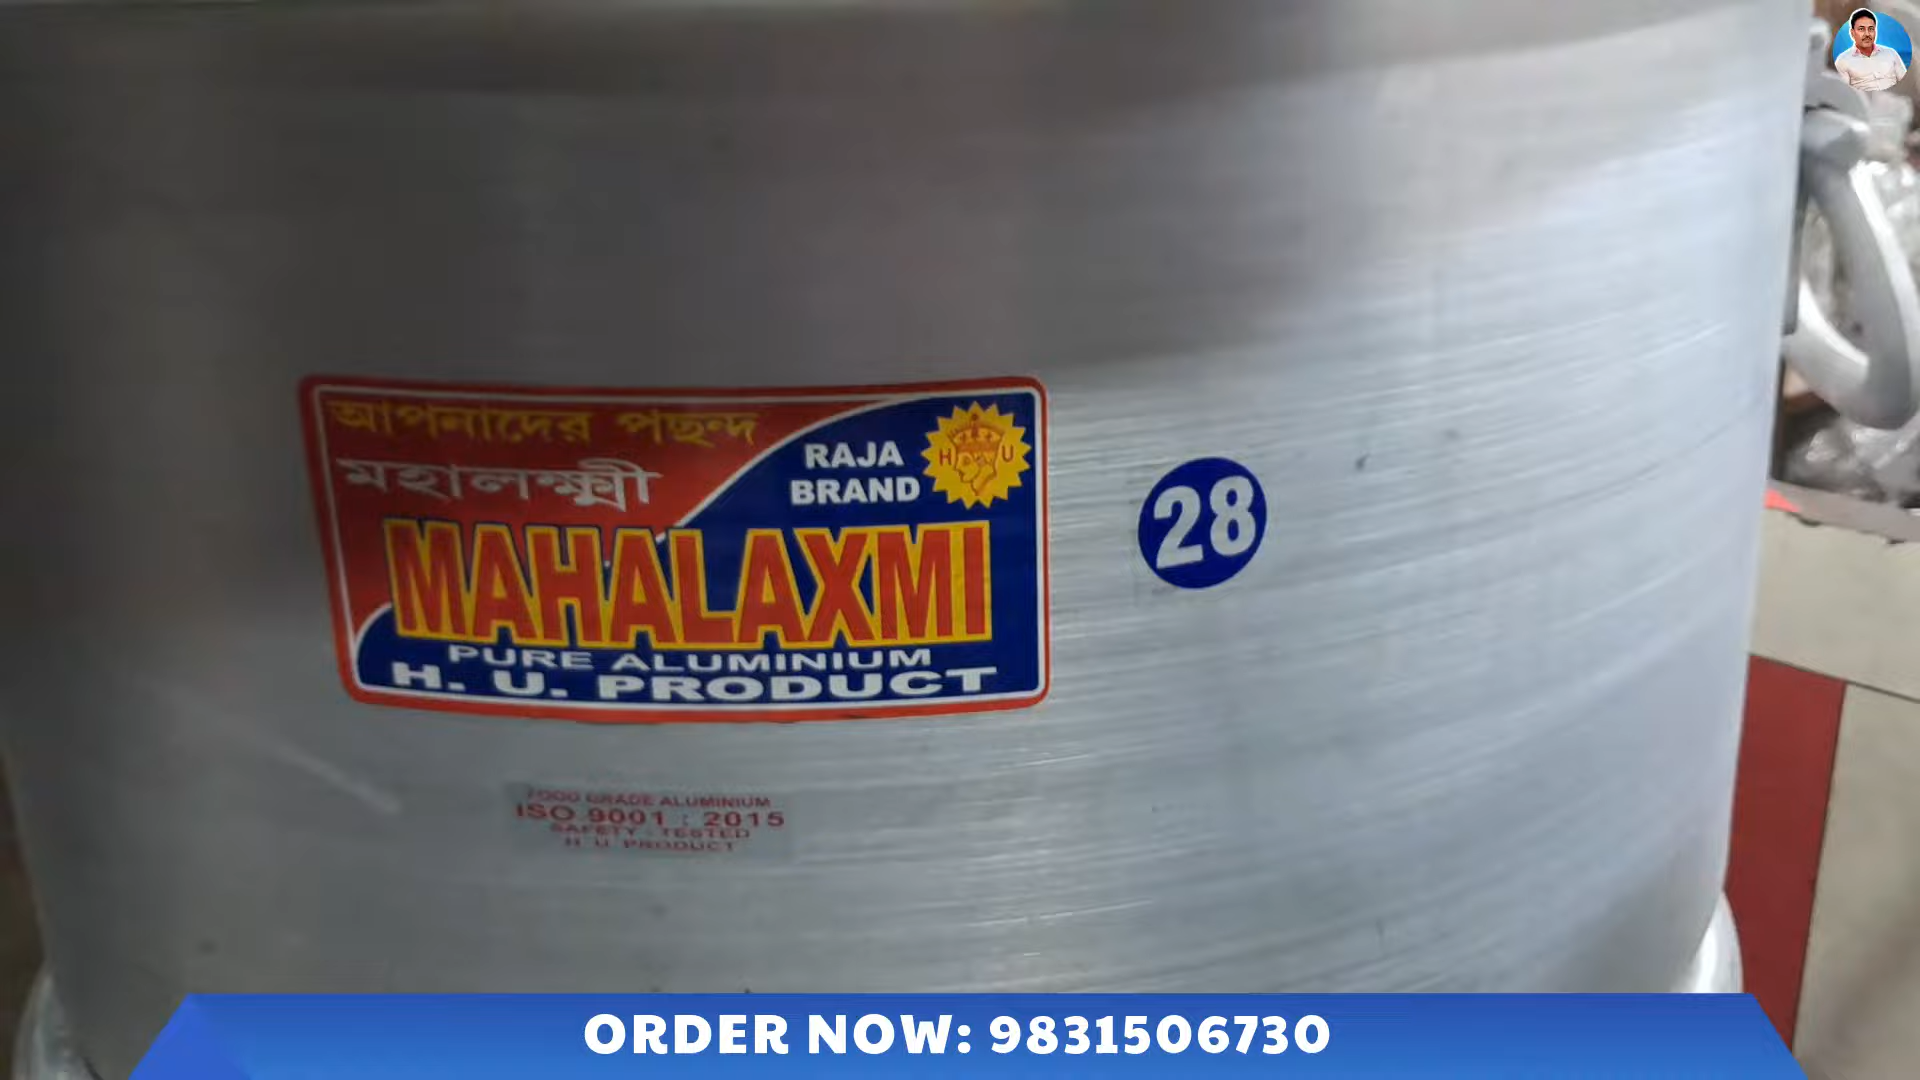 আপনাদের পছন্দ
মহালক্ষ্মী
RAJA
BRAND
H U
MAHALAXMI
PURE ALUMINIUM
H. U. PRODUCT
28
FOOD GRADE ALUMINIUM
ISO 9001 : 2015
SAFETY - TESTED
H. U. PRODUCT
ORDER NOW: 9831506730